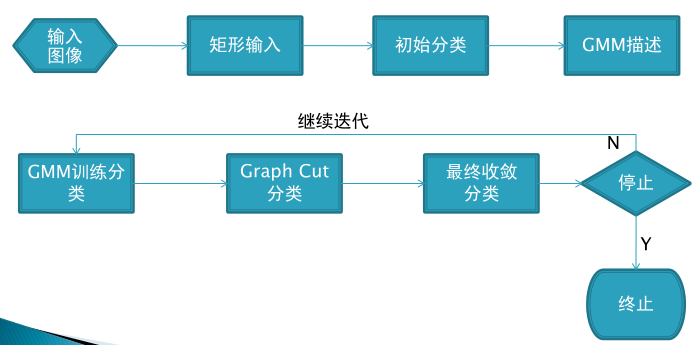 输入
图像
矩形输入
初始分类
GMM描述
继续迭代
N
GMM训练分
类
Graph Cut
分类
最终收敛
分类
停止
Y
终止